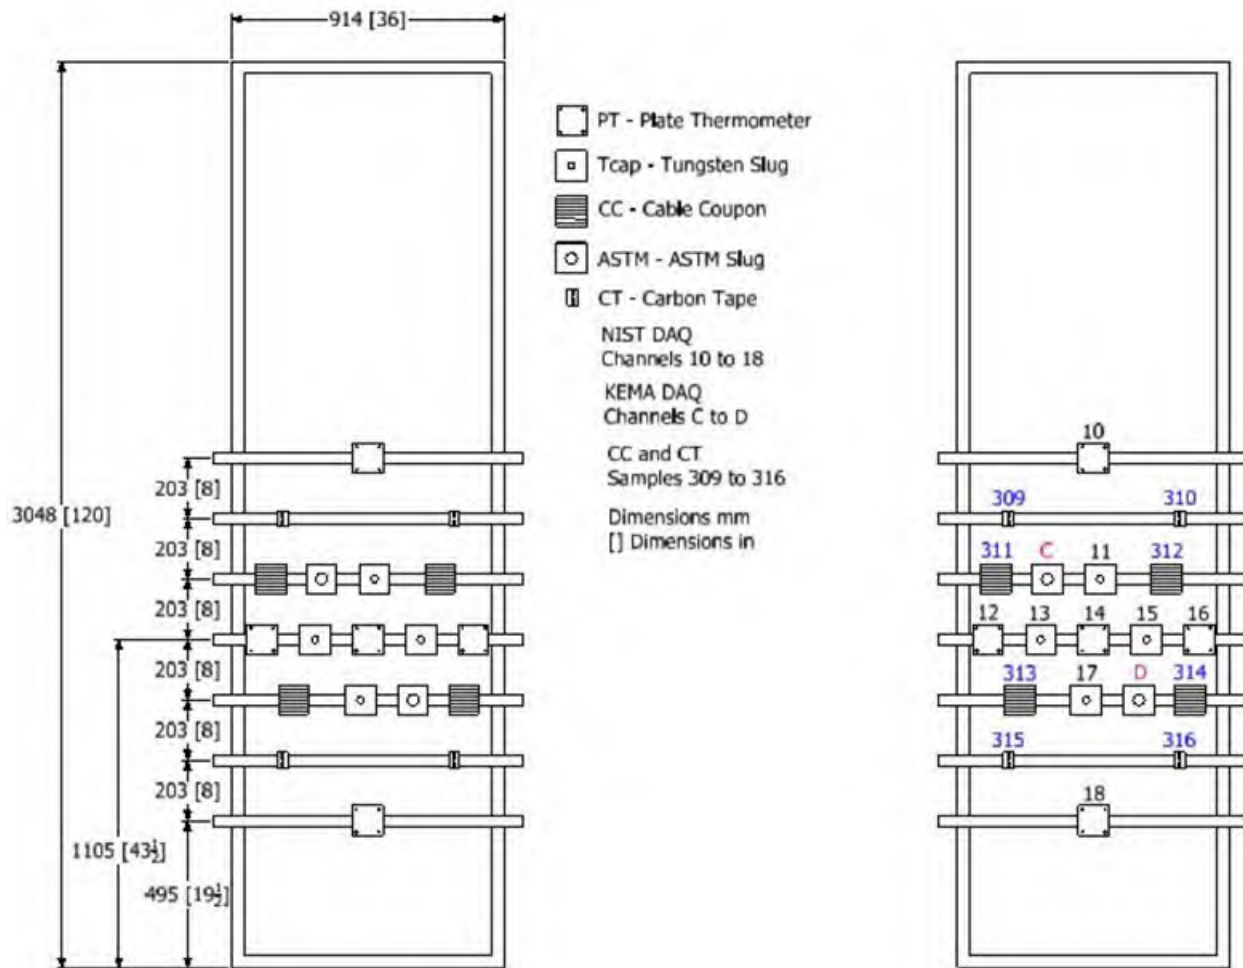 914 [36]
PT - Plate Thermometer
Tcap - Tungsten Slug
CC - Cable Coupon
ASTM - ASTM Slug
CT - Carbon Tape
NIST DAQ
Channels 10 to 18
KEMA DAQ
Channels C to D
CC and CT
Samples 309 to 316
Dimensions mm
[] Dimensions in
3048 [120]
203 [8]
203 [8]
203 [8]
203 [8]
203 [8]
203 [8]
1105 [43½]
495 [19½]
10
309 310
311 C 11 312
12 13 14 15 16
313 17 D 314
315 316
18